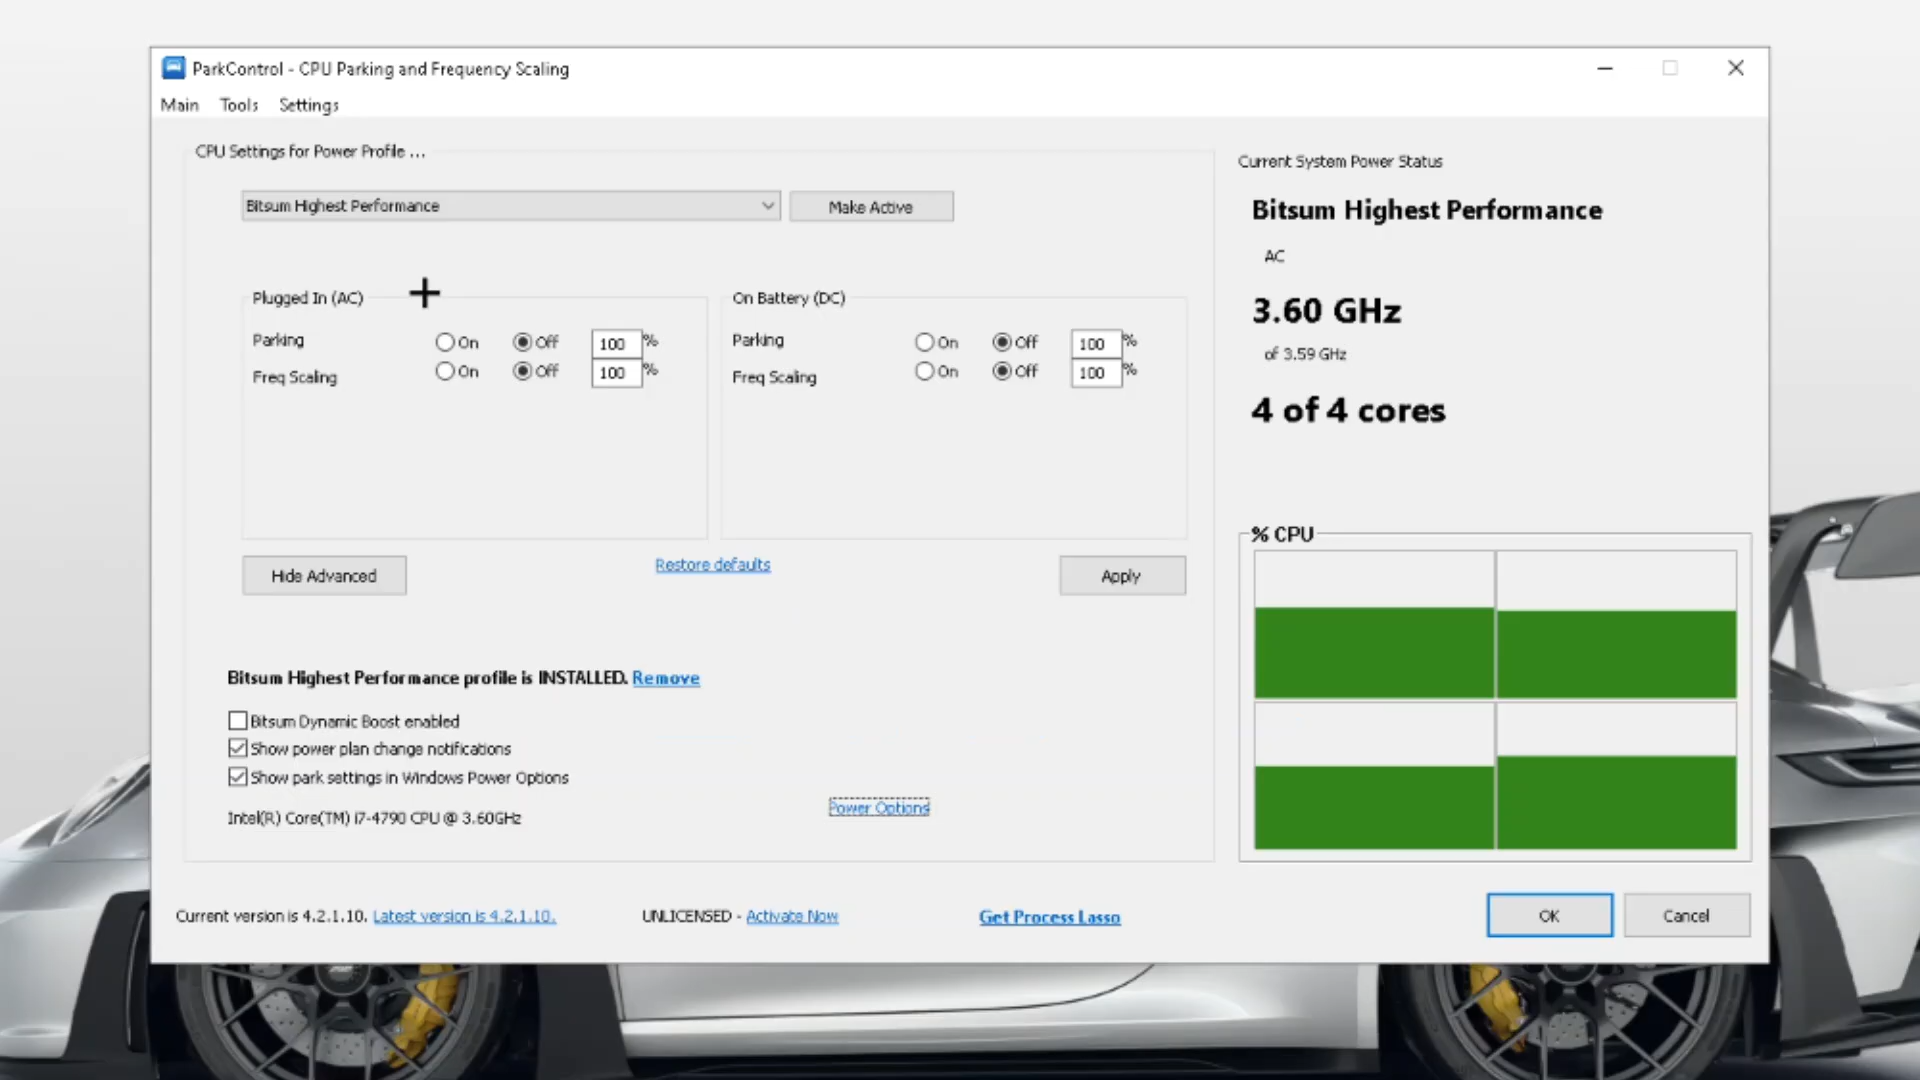 ParkControl - CPU Parking and Frequency Scaling
Main Tools Settings
CPU Settings for Power Profile ...
Bitsum Highest Performance
Make Active
Plugged In (AC)
Parking On Off 100 %
Freq Scaling On Off 100 %
On Battery (DC)
Parking On Off 100 %
Freq Scaling On Off 100 %
Hide Advanced
Restore defaults
Apply
Bitsum Highest Performance profile is INSTALLED. Remove
Bitsum Dynamic Boost enabled
Show power plan change notifications
Show park settings in Windows Power Options
Intel(R) Core(TM) i7-4790 CPU @ 3.60GHz
Power Options
Current System Power Status
Bitsum Highest Performance
AC
3.60 GHz
of 3.59 GHz
4 of 4 cores
% CPU
Current version is 4.2.1.10. Latest version is 4.2.1.10.
UNLICENSED - Activate Now
Get Process Lasso
OK
Cancel